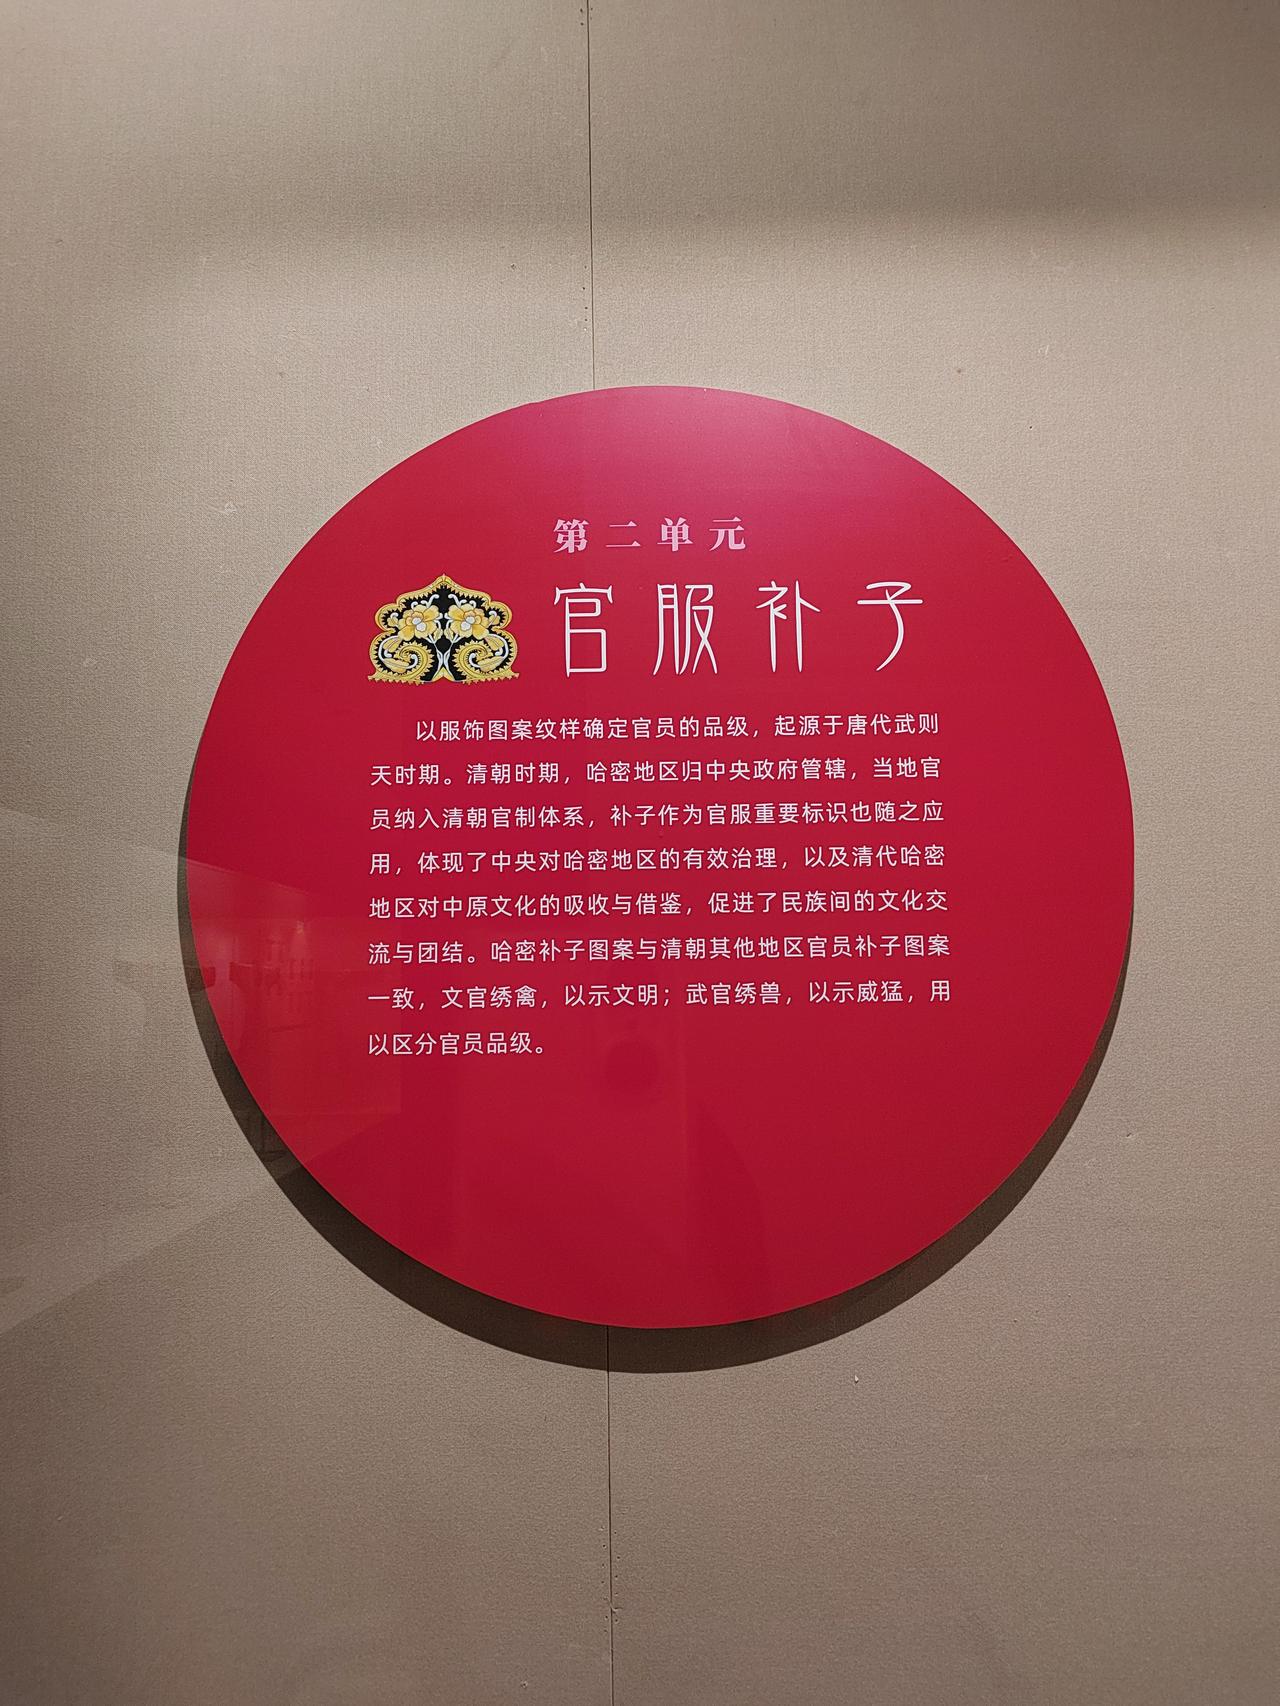 第二单元
官服补子
以服饰图案纹样确定官员的品级，起源于唐代武则
天时期。清朝时期，哈密地区归中央政府管辖，当地官
员纳入清朝官制体系，补子作为官服重要标识也随之应
用，体现了中央对哈密地区的有效治理，以及清代哈密
地区对中原文化的吸收与借鉴，促进了民族间的文化交
流与团结。哈密补子图案与清朝其他地区官员补子图案
一致，文官绣禽，以示文明；武官绣兽，以示威猛，用
以区分官员品级。